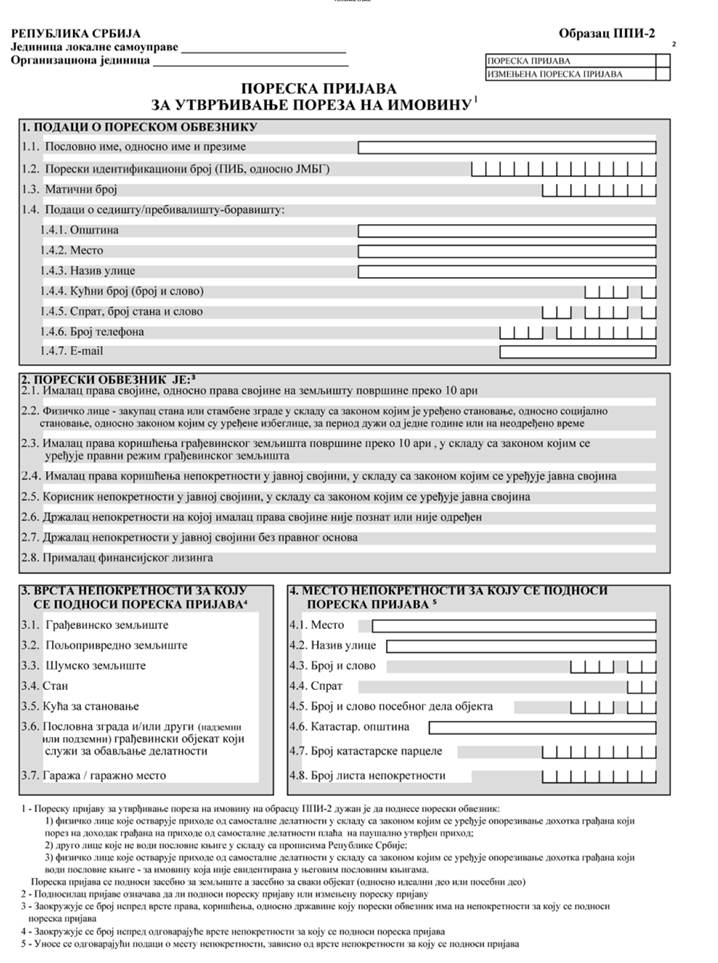 РЕПУБЛИКА СРБИЈА
Јединица локалне самоуправе
Организациона јединица
Образац ППИ-2
2
ПОРЕСКА ПРИЈАВА
ИЗМЕЊЕНА ПОРЕСКА ПРИЈАВА
ПОРЕСКА ПРИЈАВА
ЗА УТВРЂИВАЊЕ ПОРЕЗА НА ИМОВИНУ 1
1. ПОДАЦИ О ПОРЕСКОМ ОБВЕЗНИКУ
1.1. Пословно име, односно име и презиме
1.2. Порески идентификациони број (ПИБ, односно ЈМБГ)
1.3. Матични број
1.4. Подаци о седишту/пребивалишту-боравишту:
1.4.1. Општина
1.4.2. Место
1.4.3. Назив улице
1.4.4. Кућни број (број и слово)
1.4.5. Спрат, број стана и слово
1.4.6. Број телефона
1.4.7. E-mail
2. ПОРЕСКИ ОБВЕЗНИК ЈЕ:3
2.1. Ималац права својине, односно права својине на земљишту површине преко 10 ари
2.2. Физичко лице - закупац стана или стамбене зграде у складу са законом којим је уређено становање, односно социјално
становање, односно законом којим су уређене избеглице, за период дужи од једне године или на неодређено време
2.3. Ималац права коришћења грађевинског земљишта површине преко 10 ари , у складу са законом којим се
уређује правни режим грађевинског земљишта
2.4. Ималац права коришћења непокретности у јавној својини, у складу са законом којим се уређује јавна својина
2.5. Корисник непокретности у јавној својини, у складу са законом којим се уређује јавна својина
2.6. Држалац непокретности на којој ималац права својине није познат или није одређен
2.7. Држалац непокретности у јавној својини без правног основа
2.8. Прималац финансијског лизинга
3. ВРСТА НЕПОКРЕТНОСТИ ЗА КОЈУ
СЕ ПОДНОСИ ПОРЕСКА ПРИЈАВА4
3.1. Грађевинско земљиште
3.2. Пољопривредно земљиште
3.3. Шумско земљиште
3.4. Стан
3.5. Кућа за становање
3.6. Пословна зграда и/или други (надземни
или подземни) грађевински објекат који
служи за обављање делатности
3.7. Гаража / гаражно место
4. МЕСТО НЕПОКРЕТНОСТИ ЗА КОЈУ СЕ ПОДНОСИ
ПОРЕСКА ПРИЈАВА 5
4.1. Место
4.2. Назив улице
4.3. Број и слово
4.4. Спрат
4.5. Број и слово посебног дела објекта
4.6. Катастар. општина
4.7. Број катастарске парцеле
4.8. Број листа непокретности
1 - Пореску пријаву за утврђивање пореза на имовину на обрасцу ППИ-2 дужан је да поднесе порески обвезник:
1) физичко лице које остварује приходе од самосталне делатности у складу са законом којим се уређује опорезивање дохотка грађана који
порез на доходак грађана на приходе од самосталне делатности плаћа на паушално утврђен приход;
2) друго лице које не води пословне књиге у складу са прописима Републике Србије;
3) физичко лице које остварује приходе од самосталне делатности у складу са законом којим се уређује опорезивање дохотка грађана који
води пословне књиге - за имовину која није евидентирана у његовим пословним књигама.
Пореска пријава се подноси засебно за земљиште а засебно за сваки објекат (односно идеални део или посебни део)
2 - Подносилац пријаве означава да ли подноси пореску пријаву или измењену пореску пријаву
3 - Заокружује се број испред врсте права, коришћења, односно државине коју порески обвезник има на непокретности за коју се подноси
пореска пријава
4 - Заокружује се број испред одговарајуће врсте непокретности за коју се подноси пореска пријава
5 - Уносе се одговарајући подаци о месту непокретности, зависно од врсте непокретности за коју се подноси пореска пријава